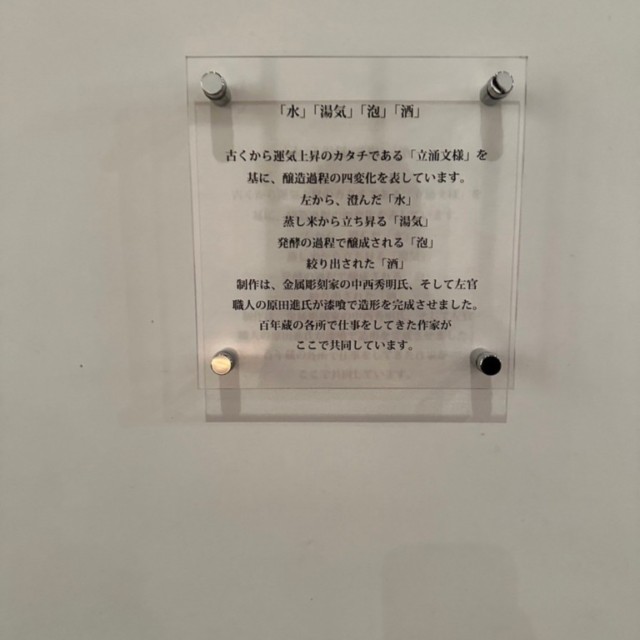 「水」「湯気」「泡」「酒」
古くから運気上昇のカタチである「立涌文様」を
基に、醸造過程の四変化を表しています。
左から、澄んだ「水」
蒸し米から立ち昇る「湯気」
発酵の過程で醸成される「泡」
絞り出された「酒」
制作は、金属彫刻家の中西秀明氏、そして左官
職人の原田進氏が漆喰で造形を完成させました。
百年蔵の各所で仕事をしてきた作家が
ここで共同しています。